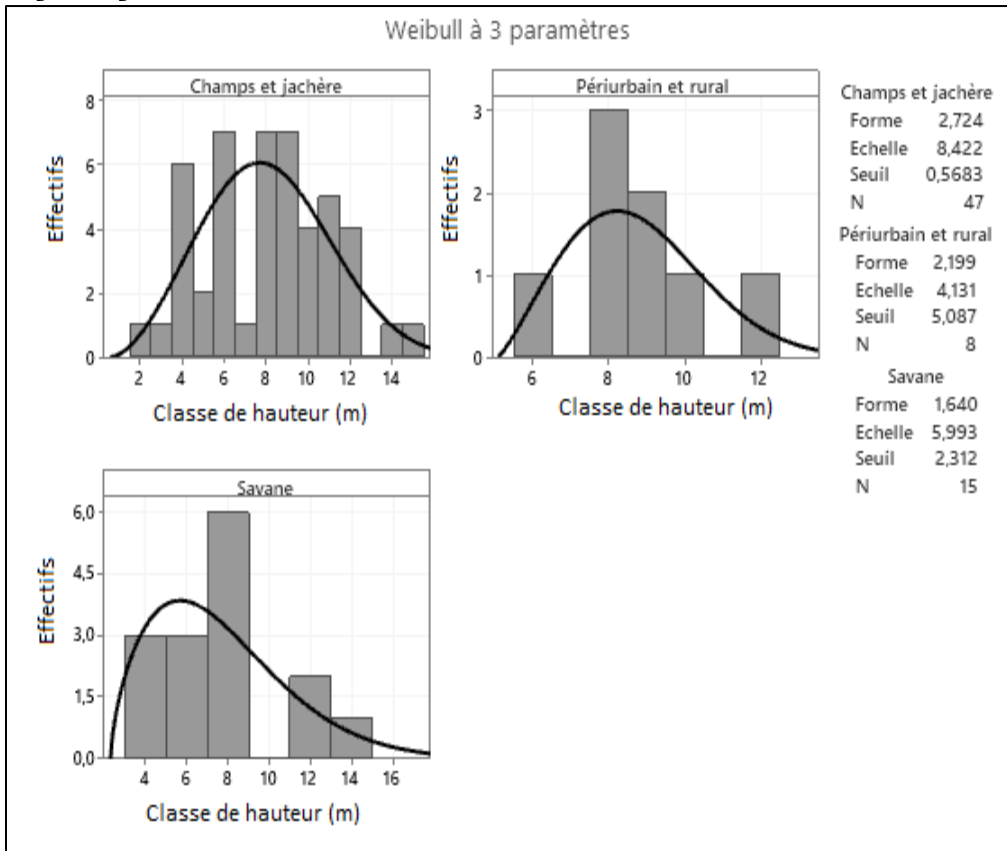 Weibull à 3 paramètres
Champs et jachère
8
6
4
2
0
Effectifs
2 4 6 8 10 12 14
Classe de hauteur (m)
Périurbain et rural
3
2
1
0
Effectifs
6 8 10 12
Classe de hauteur (m)
Champs et jachère
Forme 2,724
Echelle 8,422
Seuil 0,5683
N 47
Périurbain et rural
Forme 2,199
Echelle 4,131
Seuil 5,087
N 8
Savane
Forme 1,640
Echelle 5,993
Seuil 2,312
N 15
Savane
6,0
4,5
3,0
1,5
0,0
Effectifs
4 6 8 10 12 14 16
Classe de hauteur (m)